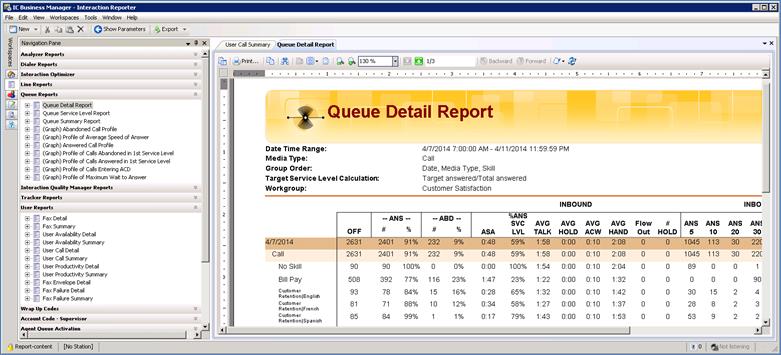 IC Business Manager - Interaction Reporter
File Edit View Workspaces Tools Window Help
New Show Parameters Export
Workspaces
Navigation Pane
Analyzer Reports
Dialer Reports
Interaction Optimizer
Line Reports
Queue Reports
Queue Detail Report
Queue Service Level Report
Queue Summary Report
(Graph) Abandoned Call Profile
(Graph) Profile of Average Speed of Answer
(Graph) Answered Call Profile
(Graph) Profile of Calls Abandoned in 1st Service Level
(Graph) Profile of Calls Answered in 1st Service Level
(Graph) Profile of Calls Entering ACD
(Graph) Profile of Maximum Wait to Answer
Interaction Quality Manager Reports
Tracker Reports
User Reports
Fax Detail
Fax Summary
User Availability Detail
User Availability Summary
User Call Detail
User Call Summary
User Productivity Detail
User Productivity Summary
Fax Envelope Detail
Fax Failure Detail
Fax Failure Summary
Wrap Up Codes
Account Code - Supervisor
Agent Queue Activation
User Call Summary Queue Detail Report
Print... 130 % 1/3 Backward Forward
Queue Detail Report
Date Time Range: 4/7/2014 7:00:00 AM - 4/11/2014 11:59:59 PM
Media Type: Call
Group Order: Date, Media Type, Skill
Target Service Level Calculation: Target answered/Total answered
Workgroup: Customer Satisfaction
INBOUND INBO
OFF -- ANS -- # % -- ABD -- # % ASA %ANS SVC LVL AVG TALK AVG HOLD AVG ACW AVG HAND Flow Out # HOLD ANS 5 ANS 10 ANS 20 ANS 30
4/7/2014 2631 2401 91% 232 9% 0:48 59% 1:58 0:00 0:10 2:08 0 0 1045 113 30 220
Call 2631 2401 91% 232 9% 0:48 59% 1:58 0:00 0:10 2:08 0 0 1045 113 30 220
No Skill 90 90 100% 0 0% 0:00 100% 1:54 0:00 0:10 2:04 0 0 89 0 0 1
Bill Pay 508 392 77% 116 23% 1:47 23% 1:22 0:00 0:10 1:32 0 0 0 0 0 90
Customer Retention|English 93 78 84% 15 16% 0:28 65% 1:32 0:00 0:10 1:42 0 0 30 15 2 4
Customer Retention|French 81 71 88% 10 12% 0:34 58% 1:27 0:00 0:10 1:37 0 0 28 8 2 3
Customer Retention|Spanish 85 84 99% 1 1% 0:17 79% 1:43 0:00 0:10 1:53 0 0 53 9 2 2
Report-content [No Station] 0 Not listening